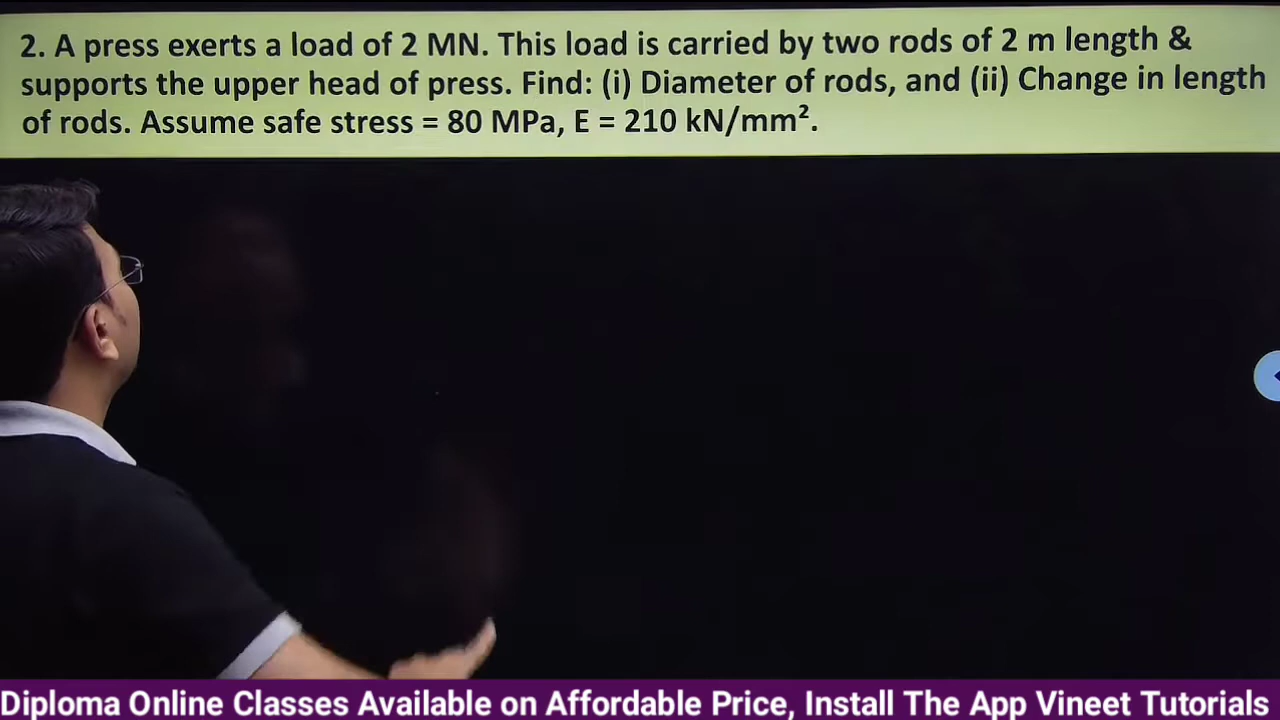 2. A press exerts a load of 2 MN. This load is carried by two rods of 2 m length &
supports the upper head of press. Find: (i) Diameter of rods, and (ii) Change in length
of rods. Assume safe stress = 80 MPa, E = 210 kN/mm².
Diploma Online Classes Available on Affordable Price, Install The App Vineet Tutorials